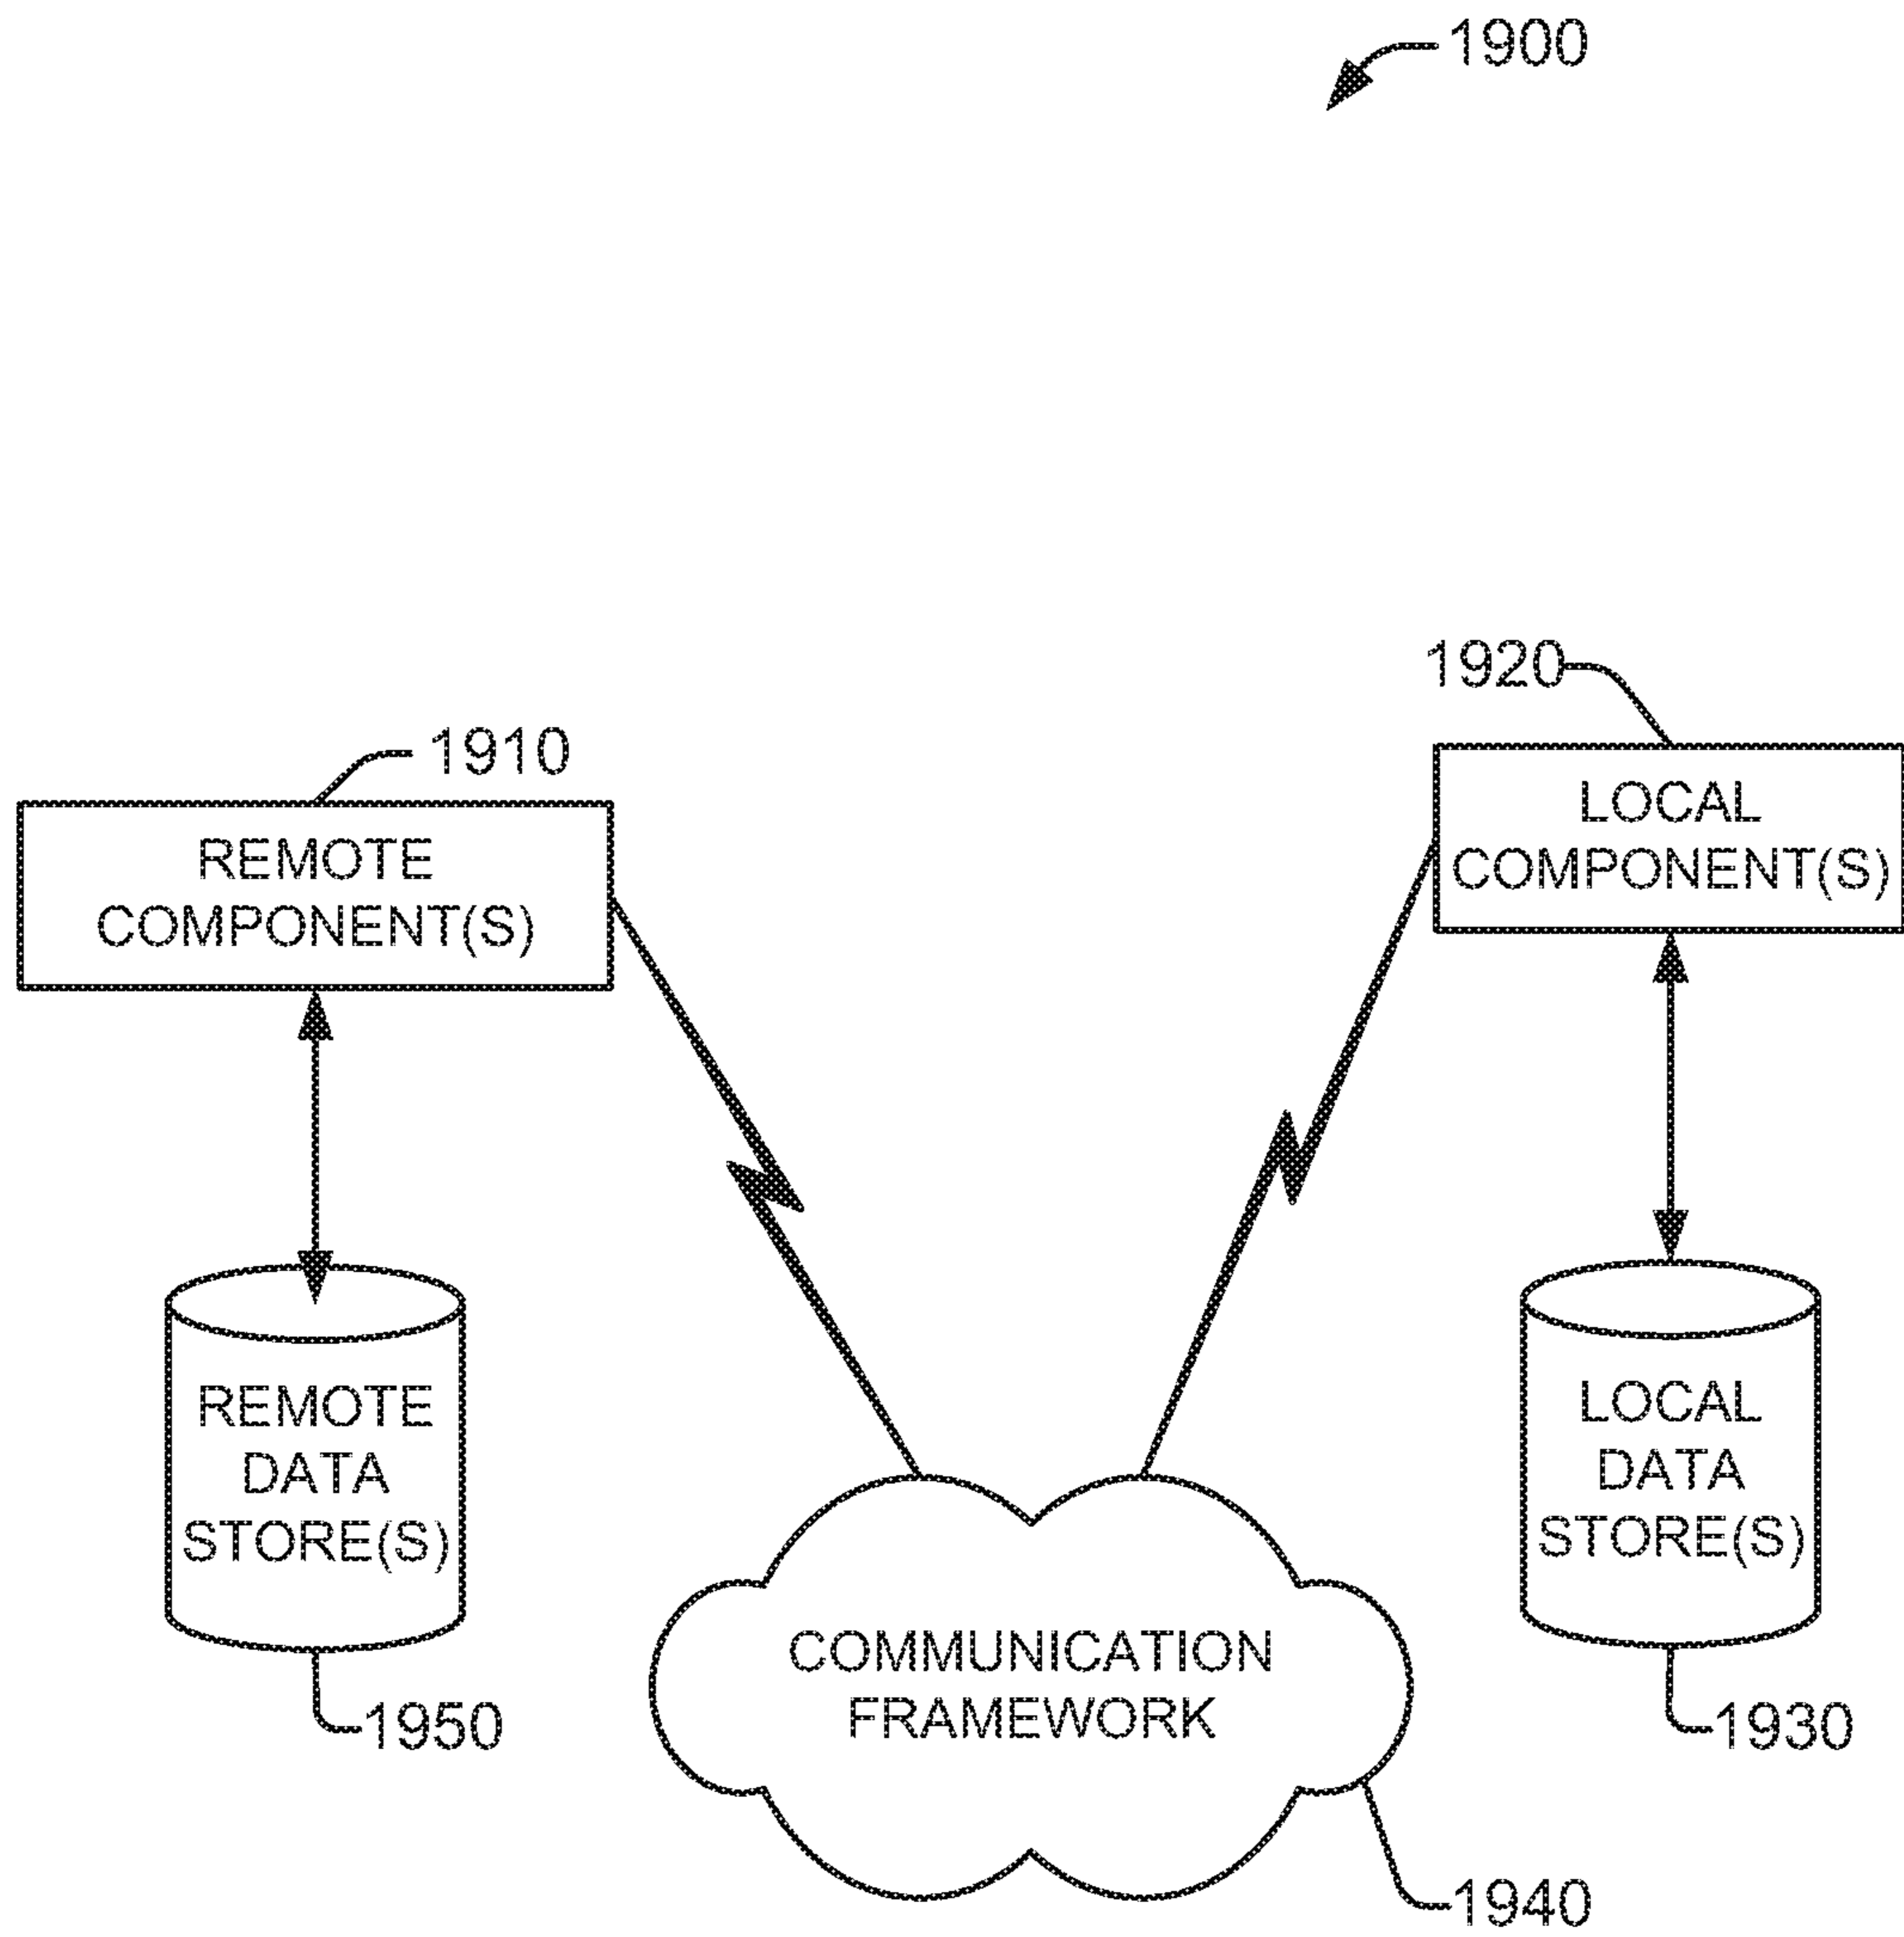 1900
1920
1910
LOCAL
COMPONENT(S)
REMOTE
COMPONENT(S)
REMOTE
DATA
STORE(S)
LOCAL
DATA
STORE(S)
COMMUNICATION
FRAMEWORK
1950
1930
1940